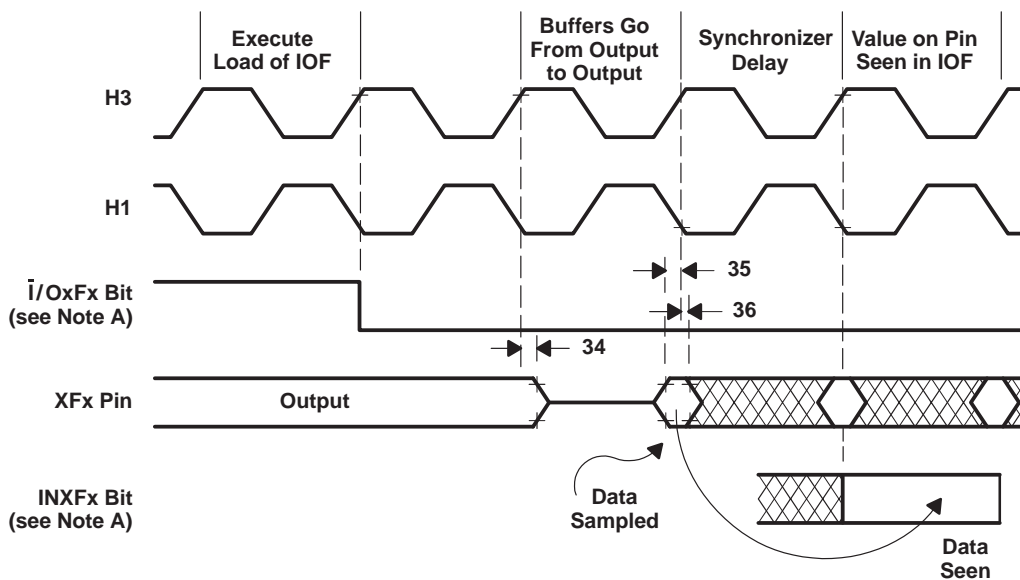 Execute
Load of IOF
Buffers Go
From Output
to Output
Synchronizer
Delay
Value on Pin
Seen in IOF
H3
H1
35
Ī/OxFx Bit
(see Note A)
36
34
XFx Pin
Output
INXFx Bit
(see Note A)
Data
Sampled
Data
Seen